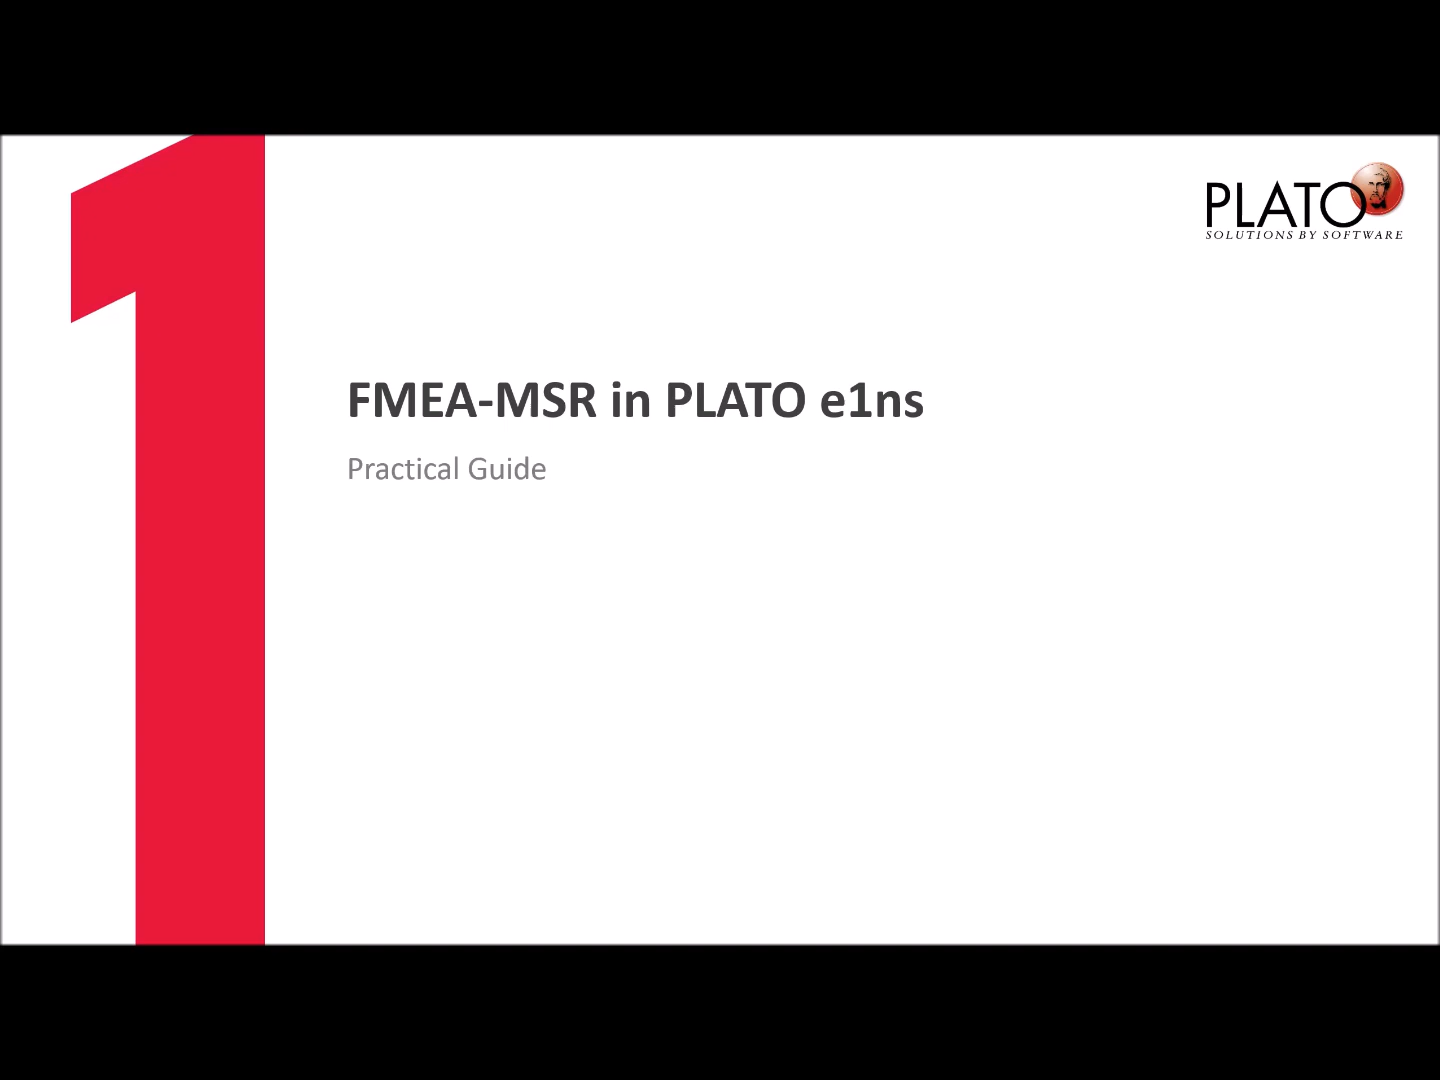 PLATO
SOLUTIONS BY SOFTWARE
FMEA-MSR in PLATO e1ns
Practical Guide